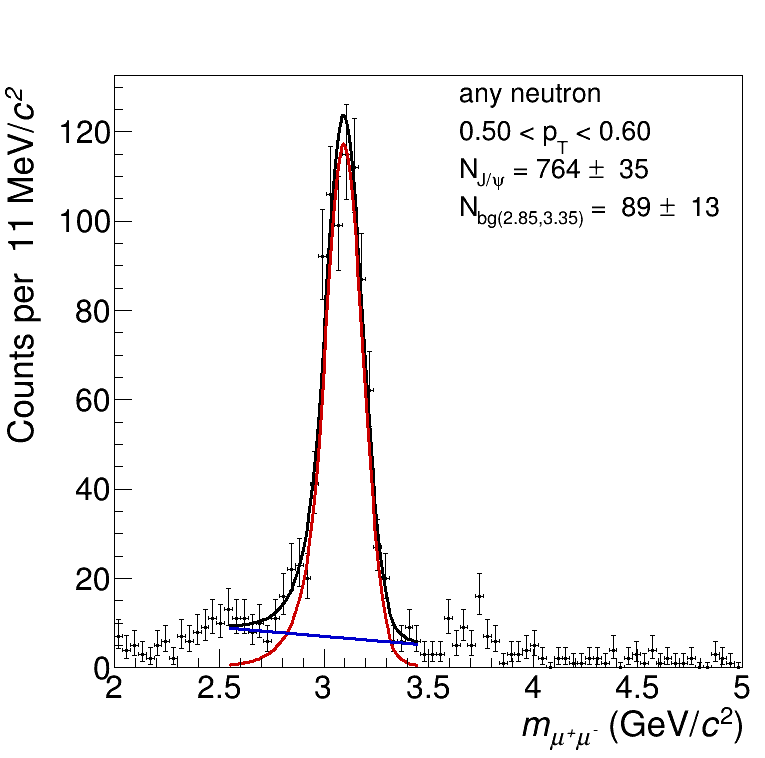 any neutron
0.50 < p_T < 0.60
N_J/ψ = 764 ± 35
N_bg(2.85,3.35) = 89 ± 13
Counts per 11 MeV/c²
120
100
80
60
40
20
0
2 2.5 3 3.5 4 4.5 5
m_μ⁺μ⁻ (GeV/c²)